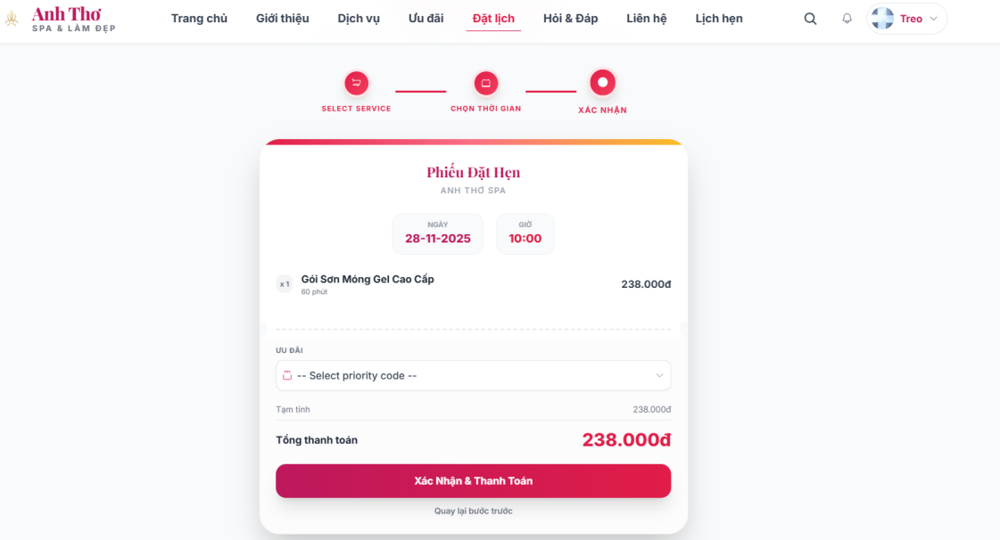 Anh Thơ
SPA & LÀM ĐẸP
Trang chủ Giới thiệu Dịch vụ Ưu đãi Đặt lịch Hỏi & Đáp Liên hệ Lịch hẹn
Treo
SELECT SERVICE CHỌN THỜI GIAN XÁC NHẬN
Phiếu Đặt Hẹn
ANH THƠ SPA
NGÀY GIỜ
28-11-2025 10:00
x 1 Gói Sơn Móng Gel Cao Cấp 238.000đ
60 phút
ƯU ĐÃI
-- Select priority code --
Tạm tính 238.000đ
Tổng thanh toán 238.000đ
Xác Nhận & Thanh Toán
Quay lại bước trước